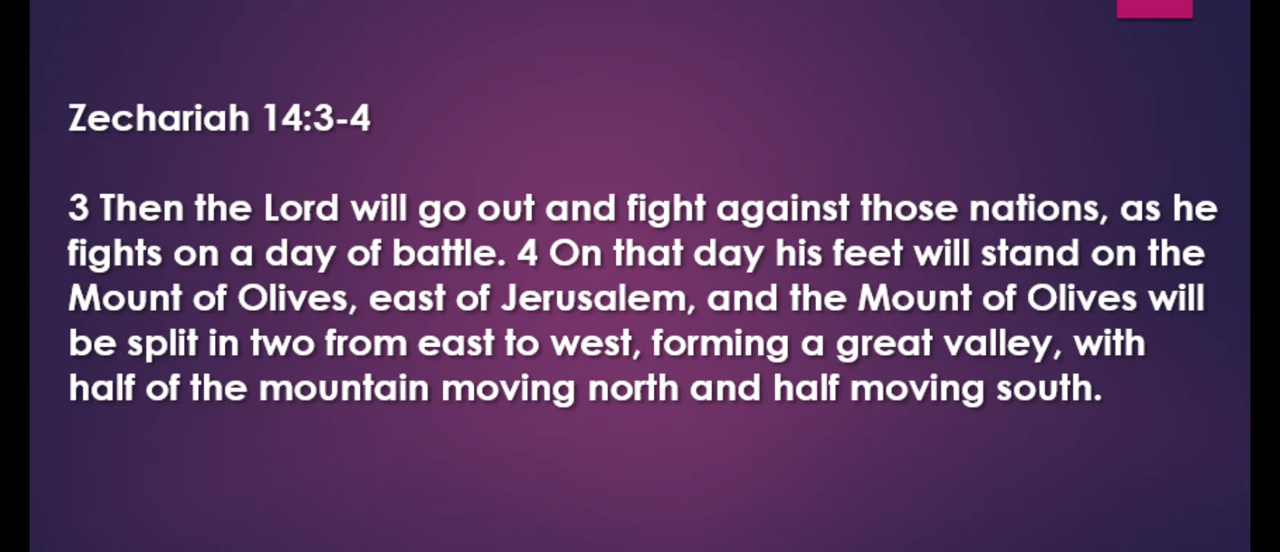 Zechariah 14:3-4
3 Then the Lord will go out and fight against those nations, as he
fights on a day of battle. 4 On that day his feet will stand on the
Mount of Olives, east of Jerusalem, and the Mount of Olives will
be split in two from east to west, forming a great valley, with
half of the mountain moving north and half moving south.